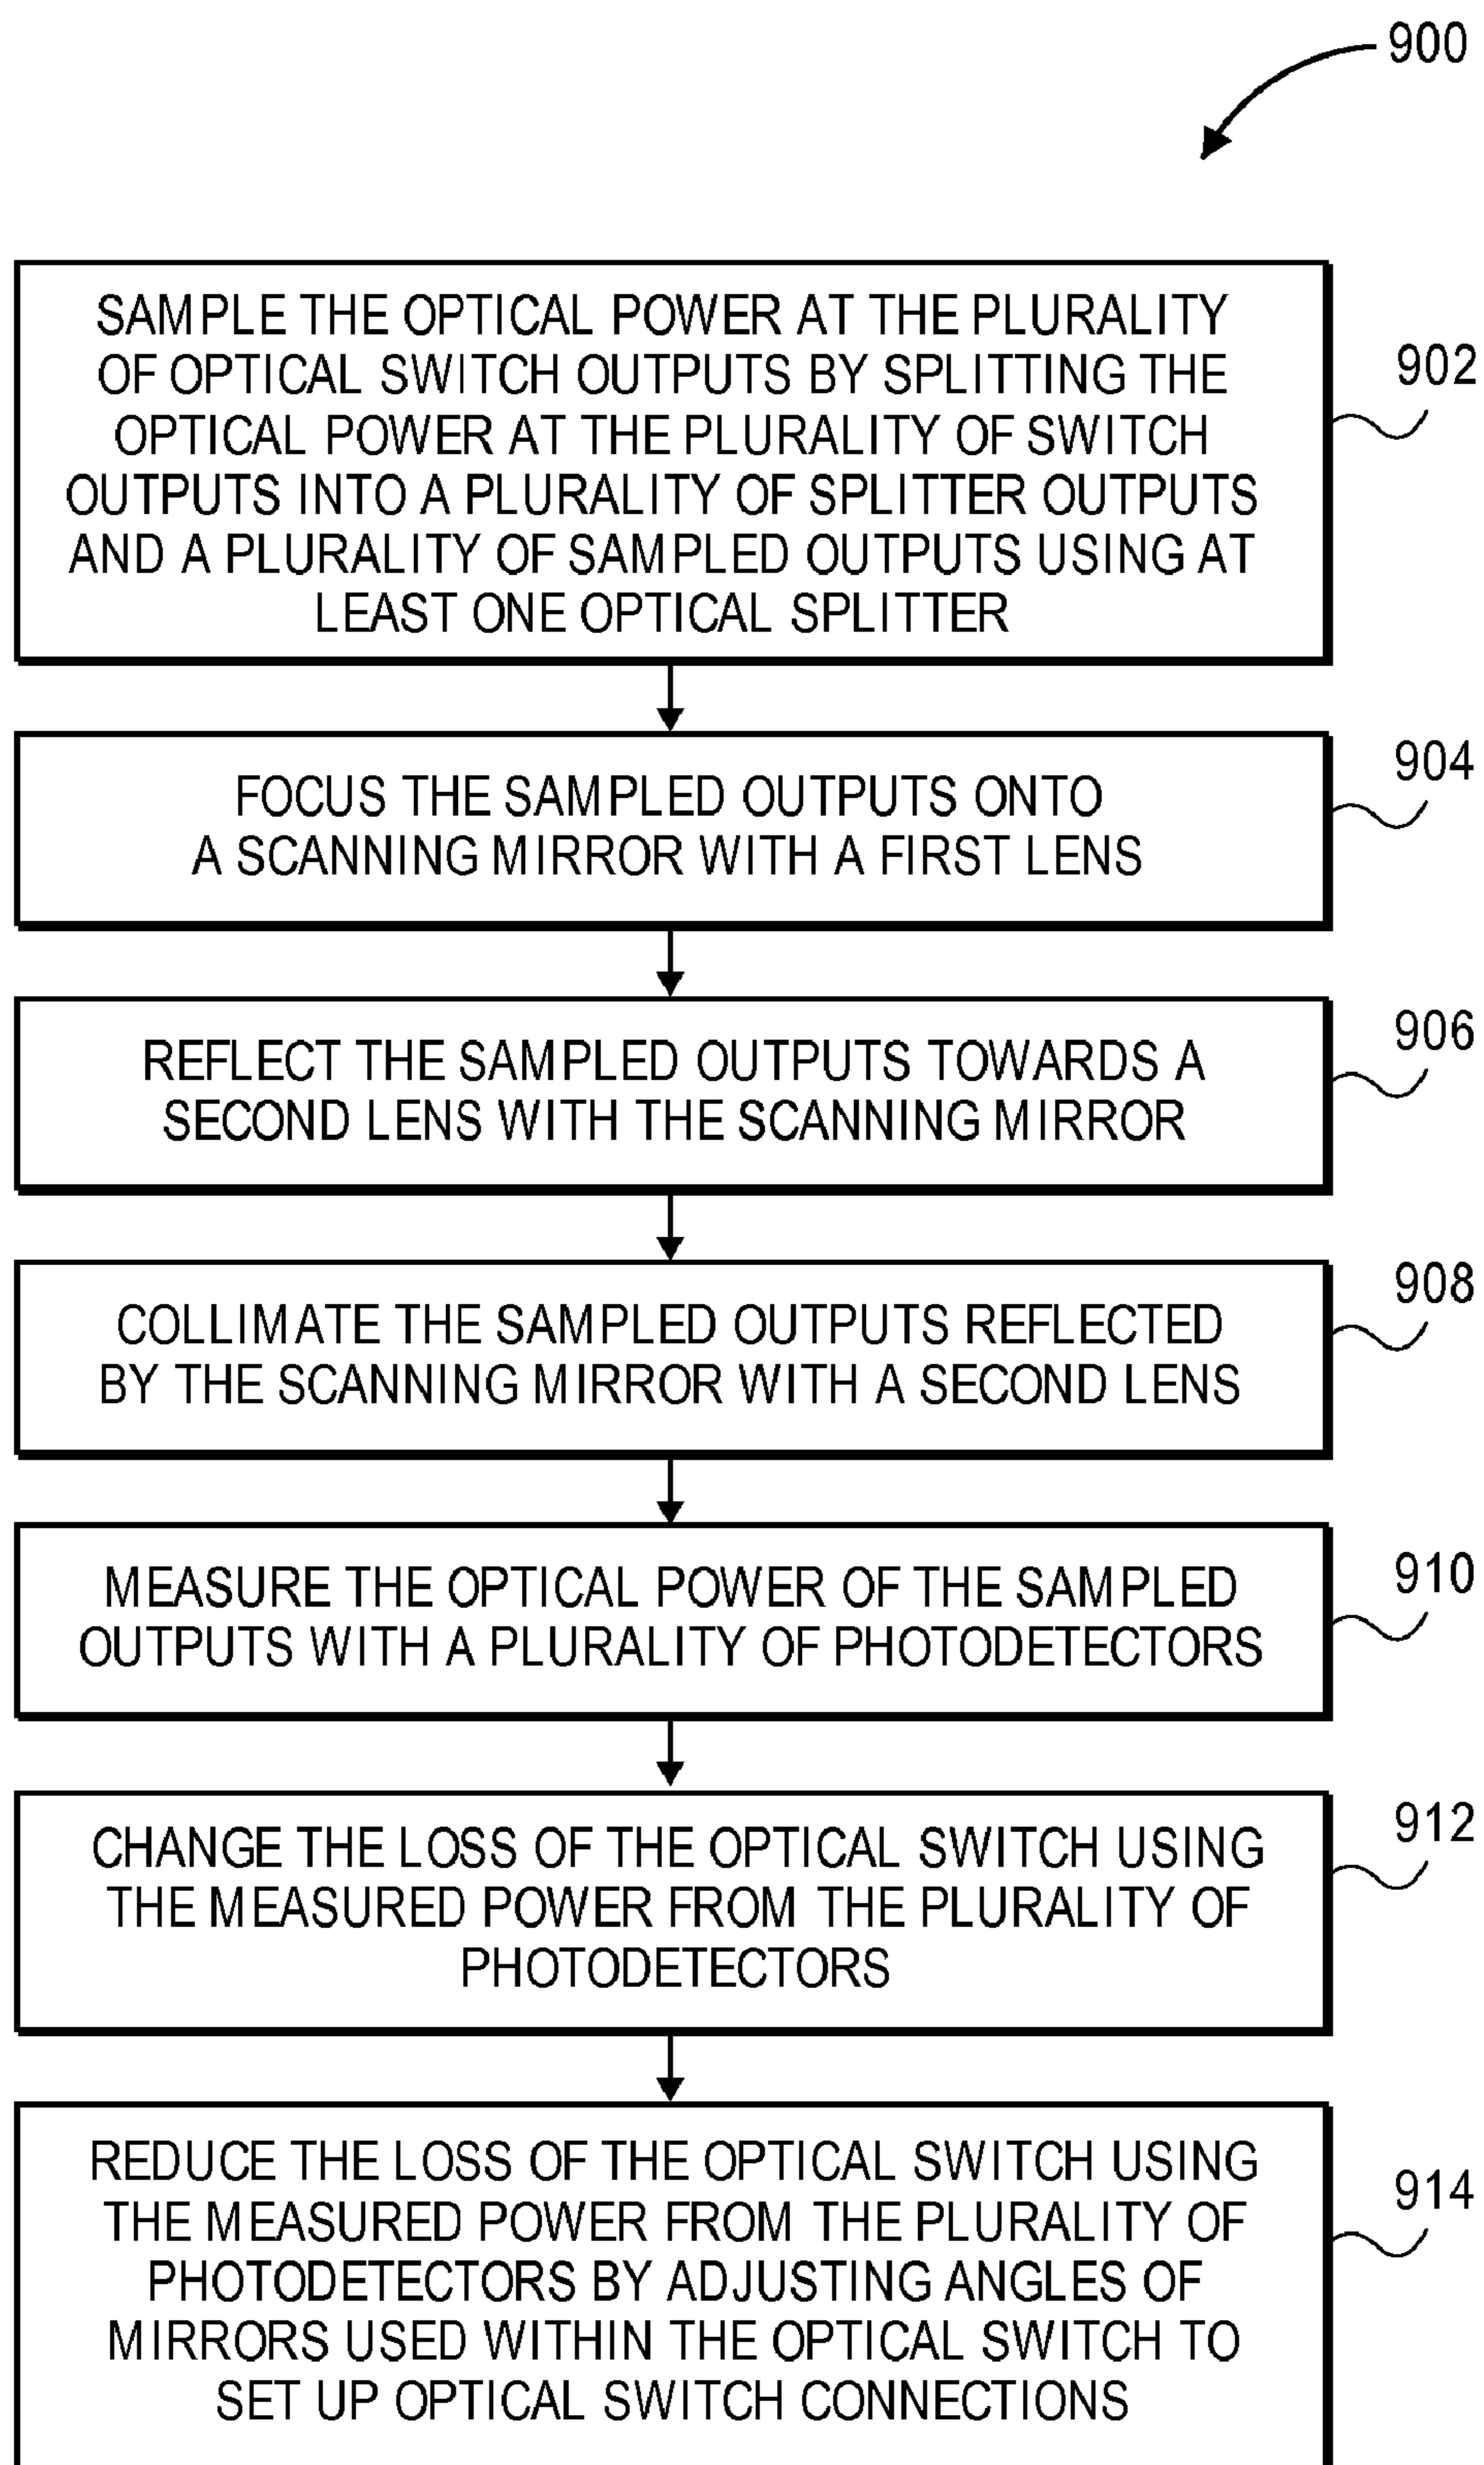 900
SAMPLE THE OPTICAL POWER AT THE PLURALITY
OF OPTICAL SWITCH OUTPUTS BY SPLITTING THE
OPTICAL POWER AT THE PLURALITY OF SWITCH
OUTPUTS INTO A PLURALITY OF SPLITTER OUTPUTS
AND A PLURALITY OF SAMPLED OUTPUTS USING AT
LEAST ONE OPTICAL SPLITTER
902
FOCUS THE SAMPLED OUTPUTS ONTO
A SCANNING MIRROR WITH A FIRST LENS
904
REFLECT THE SAMPLED OUTPUTS TOWARDS A
SECOND LENS WITH THE SCANNING MIRROR
906
COLLIMATE THE SAMPLED OUTPUTS REFLECTED
BY THE SCANNING MIRROR WITH A SECOND LENS
908
MEASURE THE OPTICAL POWER OF THE SAMPLED
OUTPUTS WITH A PLURALITY OF PHOTODETECTORS
910
CHANGE THE LOSS OF THE OPTICAL SWITCH USING
THE MEASURED POWER FROM THE PLURALITY OF
PHOTODETECTORS
912
REDUCE THE LOSS OF THE OPTICAL SWITCH USING
THE MEASURED POWER FROM THE PLURALITY OF
PHOTODETECTORS BY ADJUSTING ANGLES OF
MIRRORS USED WITHIN THE OPTICAL SWITCH TO
SET UP OPTICAL SWITCH CONNECTIONS
914